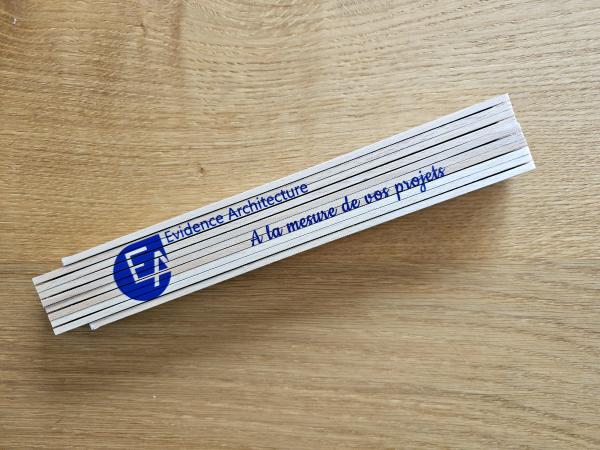 Evidence Architecture
A la mesure de vos projets
EA